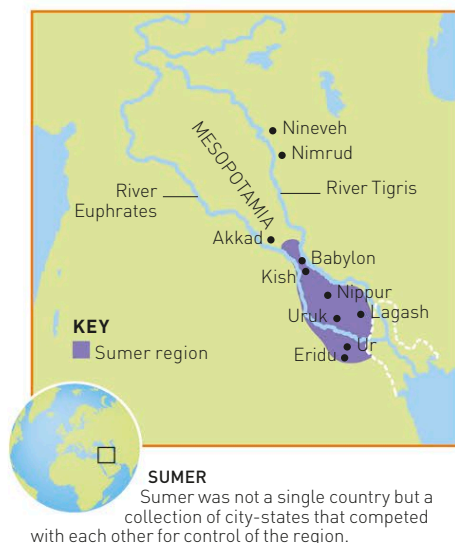 Nineveh
Nimrud
MESOPOTAMIA
River
Euphrates
River Tigris
Akkad
Babylon
Kish
Nippur
Uruk
Lagash
Ur
Eridu
KEY
Sumer region
SUMER
Sumer was not a single country but a
collection of city-states that competed
with each other for control of the region.